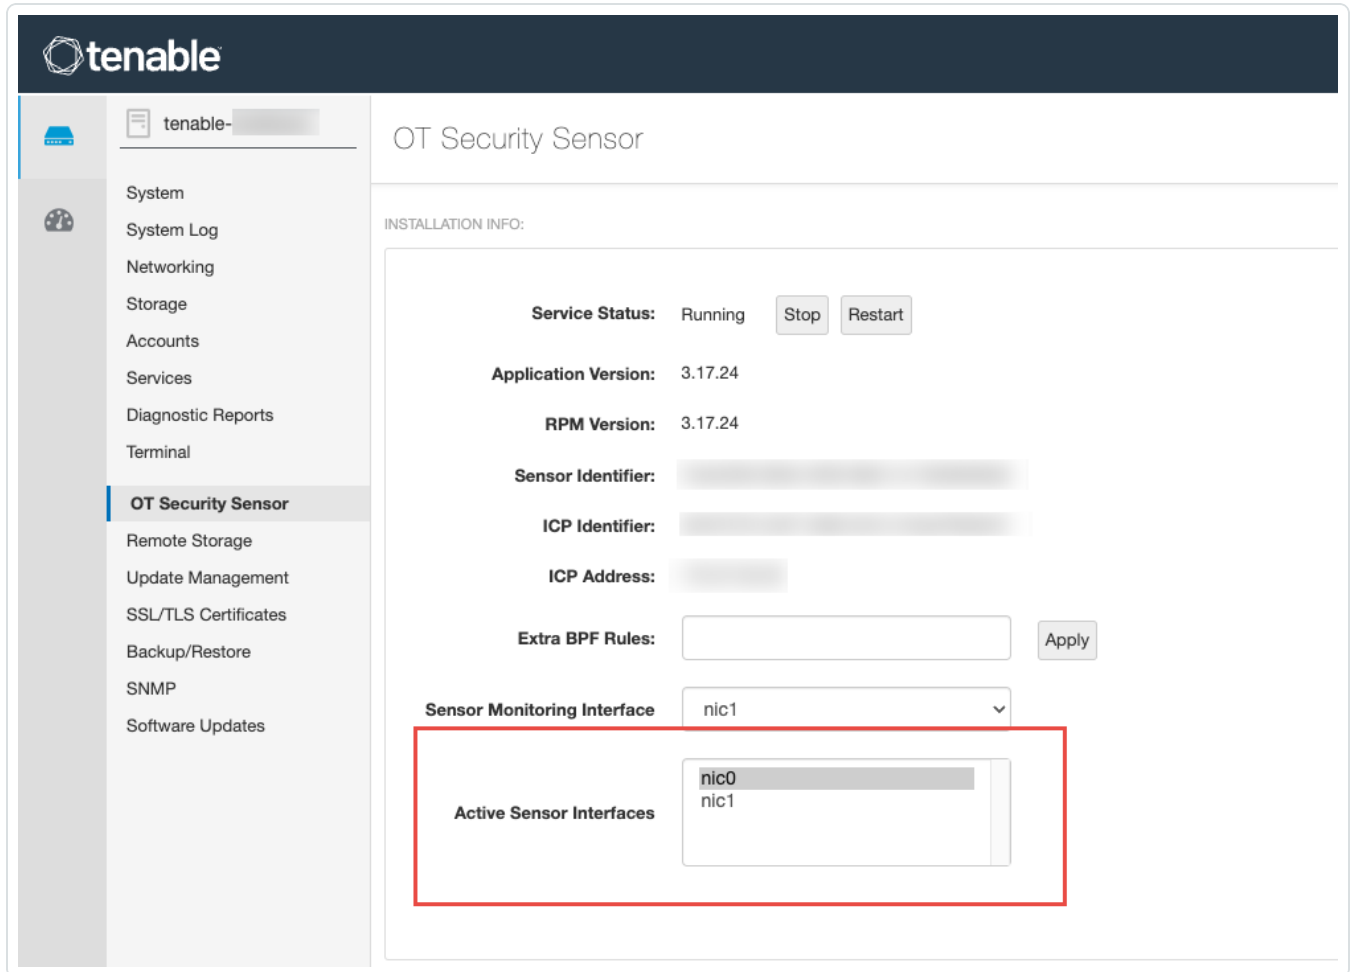 tenable
tenable-
OT Security Sensor
System
System Log
Networking
Storage
Accounts
Services
Diagnostic Reports
Terminal
OT Security Sensor
Remote Storage
Update Management
SSL/TLS Certificates
Backup/Restore
SNMP
Software Updates
INSTALLATION INFO:
Service Status: Running Stop Restart
Application Version: 3.17.24
RPM Version: 3.17.24
Sensor Identifier:
ICP Identifier:
ICP Address:
Extra BPF Rules: Apply
Sensor Monitoring Interface nic1
Active Sensor Interfaces
nic0
nic1